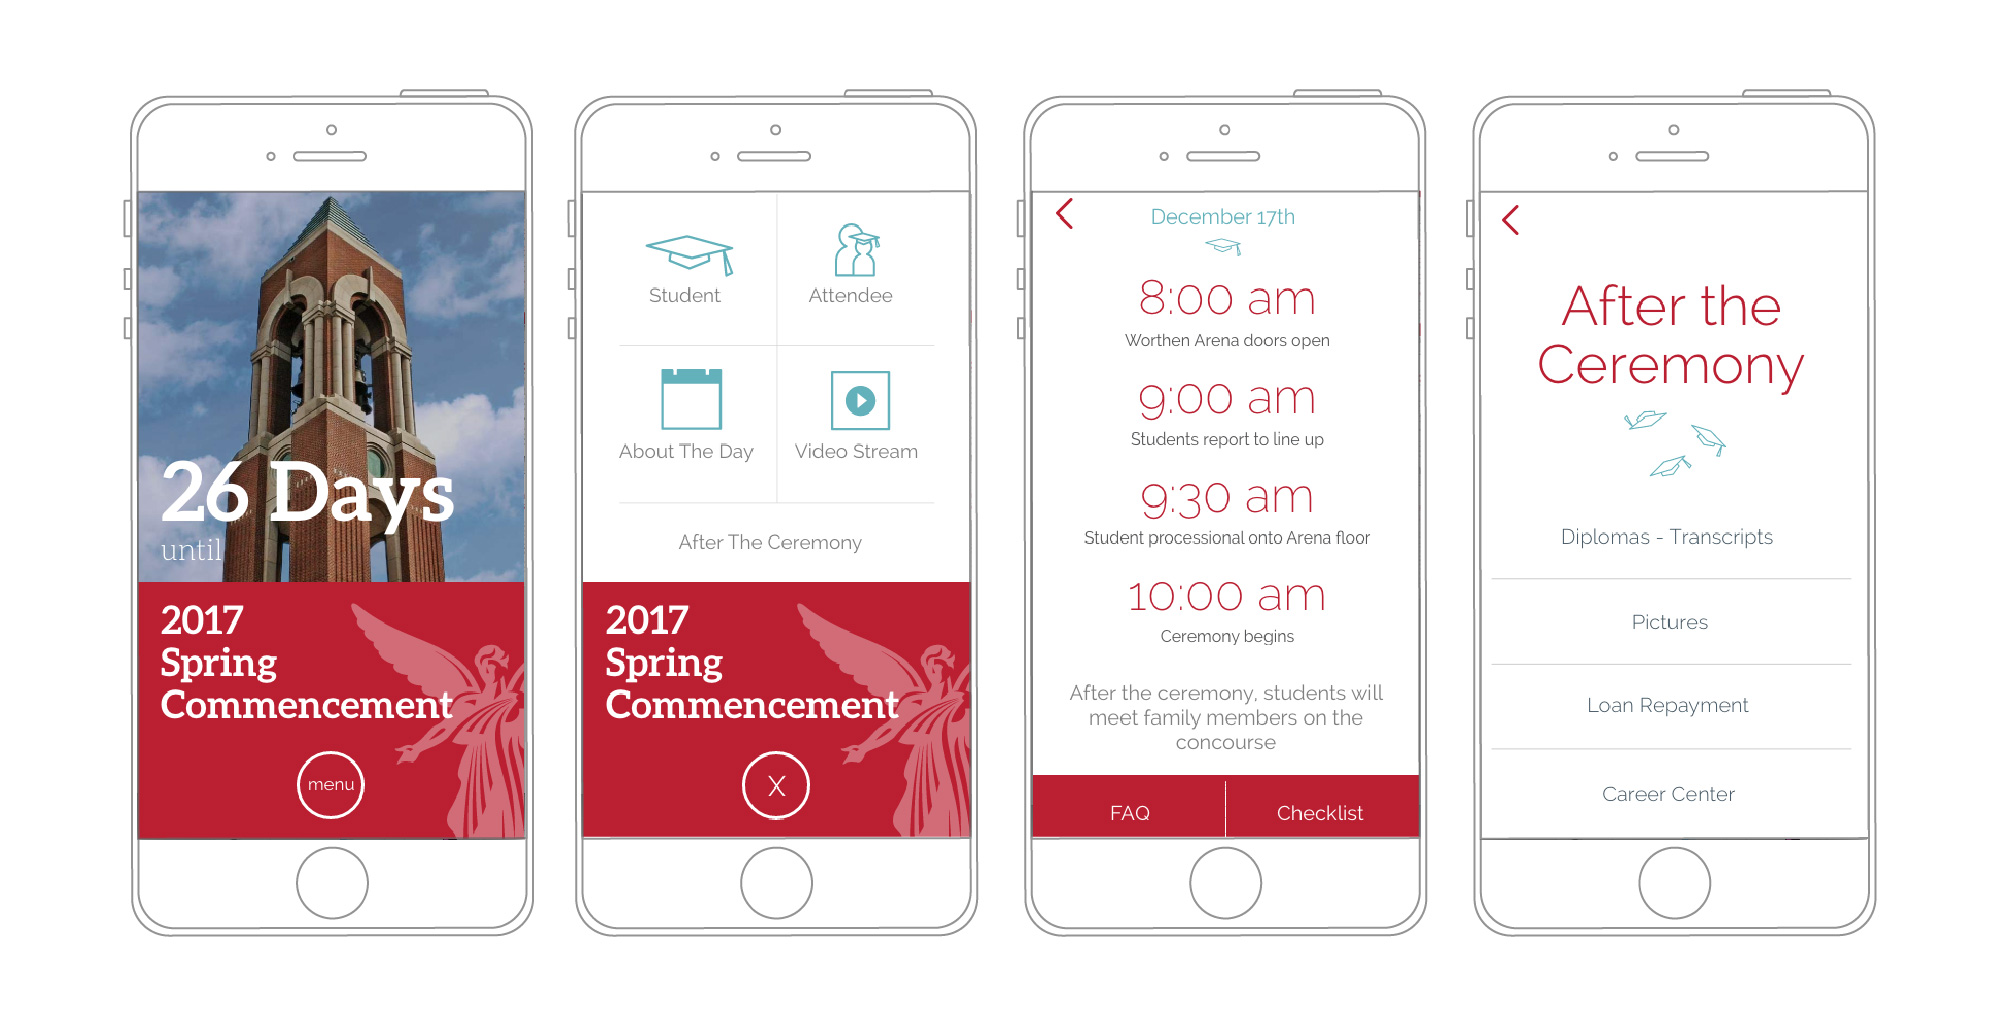 26 Days
until
2017
Spring
Commencement
menu
Student
Attendee
About The Day
Video Stream
After The Ceremony
2017
Spring
Commencement
X
December 17th
8:00 am
Worthen Arena doors open
9:00 am
Students report to line up
9:30 am
Student processional onto Arena floor
10:00 am
Ceremony begins
After the ceremony, students will
meet family members on the
concourse
FAQ
Checklist
After the
Ceremony
Diplomas - Transcripts
Pictures
Loan Repayment
Career Center